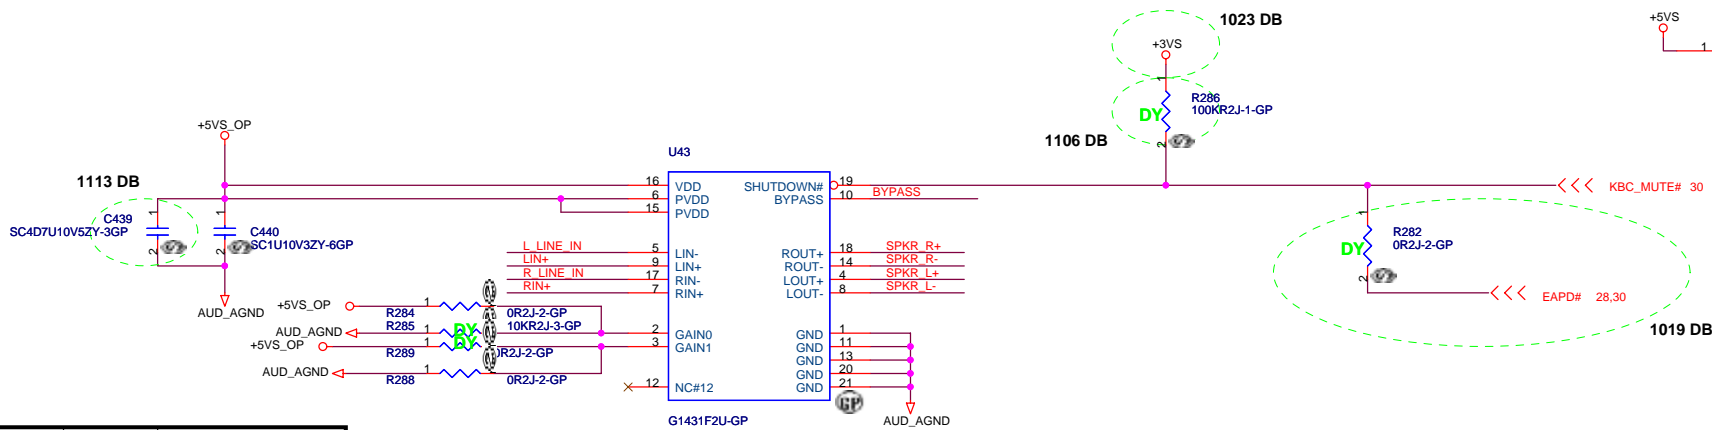 1023 DB
+5VS
1
+3VS
1
R286
100KR2J-1-GP
DY
2
1106 DB
+5VS_OP
1113 DB
U43
16 VDD
6 PVDD
15 PVDD
SHUTDOWN# 19
BYPASS 10
BYPASS
KBC_MUTE# 30
C439
SC4D7U10V5ZY-3GP
1
2
C440
SC1U10V3ZY-6GP
1
2
AUD_AGND
L_LINE_IN 5 LIN-
LIN+ 9 LIN+
R_LINE_IN 17 RIN-
RIN+ 7 RIN+
ROUT+ 18 SPKR_R+
ROUT- 14 SPKR_R-
LOUT+ 4 SPKR_L+
LOUT- 8 SPKR_L-
1
R282
0R2J-2-GP
DY
2
EAPD# 28,30
1019 DB
+5VS_OP R284 1 0R2J-2-GP
AUD_AGND R285 1 DY 10KR2J-3-GP
+5VS_OP R289 1 DY 0R2J-2-GP
AUD_AGND R288 1 0R2J-2-GP
2 GAIN0
3 GAIN1
12 NC#12
GND 1
GND 11
GND 13
GND 20
GND 21
GP
G1431F2U-GP
AUD_AGND